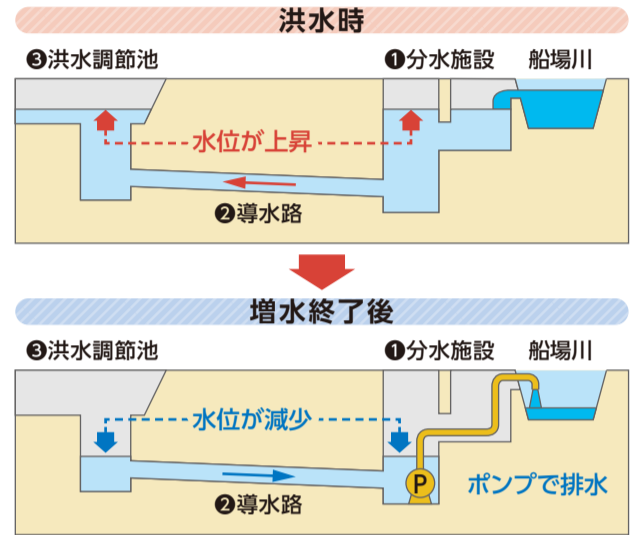 洪水時
❸洪水調節池
❶分水施設
船場川
水位が上昇
❷導水路
増水終了後
❸洪水調節池
❶分水施設
船場川
水位が減少
P
ポンプで排水
❷導水路